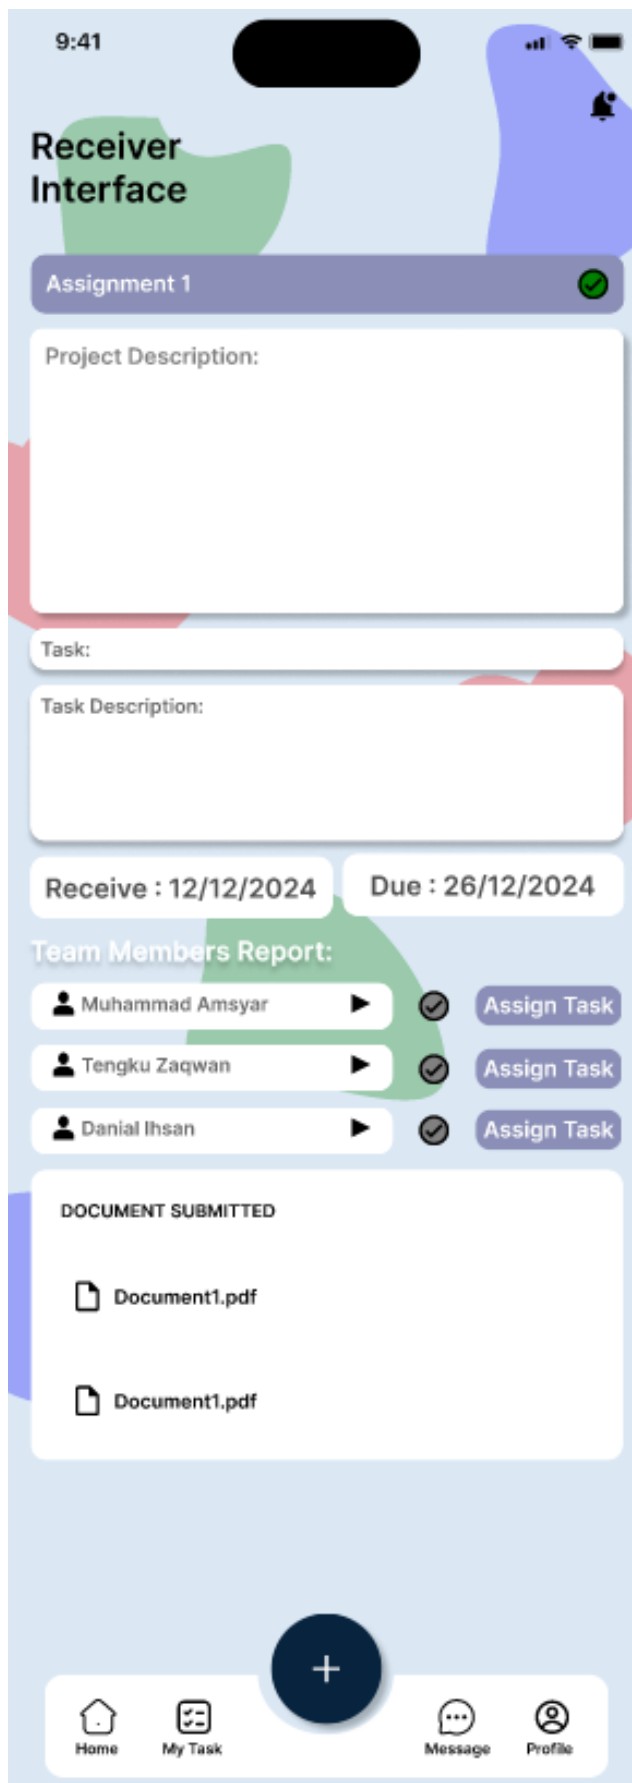 9:41
Receiver
Interface
Assignment 1
Project Description:
Task:
Task Description:
Receive : 12/12/2024
Due : 26/12/2024
Team Members Report:
Muhammad Amsyar
Assign Task
Tengku Zaqwan
Assign Task
Danial Ihsan
Assign Task
DOCUMENT SUBMITTED
Document1.pdf
Document1.pdf
+
Home
My Task
Message
Profile